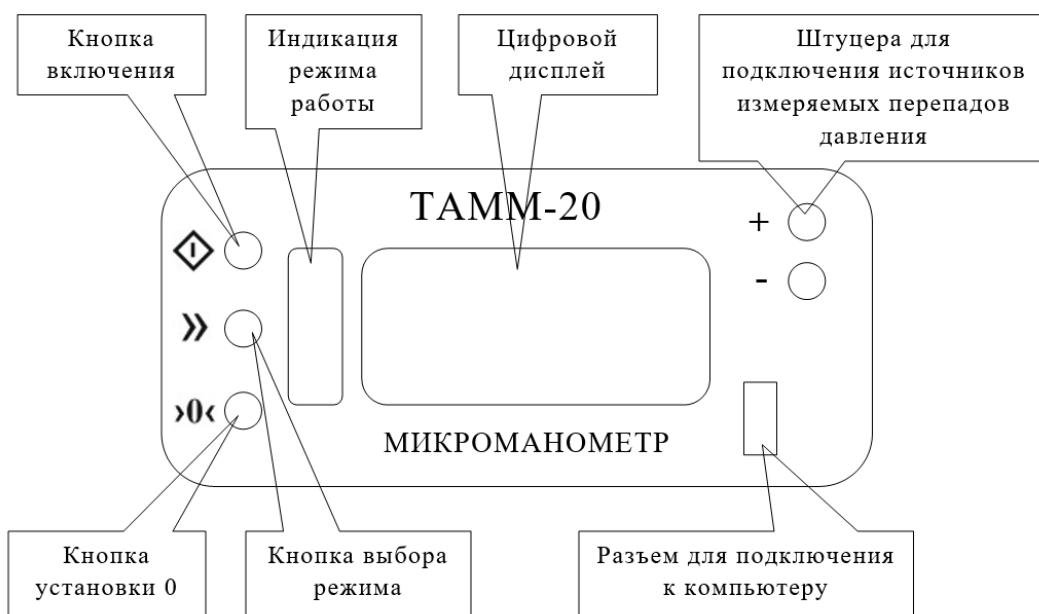 Кнопка
включения
Индикация
режима
работы
Цифровой
дисплей
Штуцера для
подключения источников
измеряемых перепадов
давления
ТАММ-20
+
-
›0‹
МИКРОМАНОМЕТР
Кнопка
установки 0
Кнопка выбора
режима
Разъем для подключения
к компьютеру